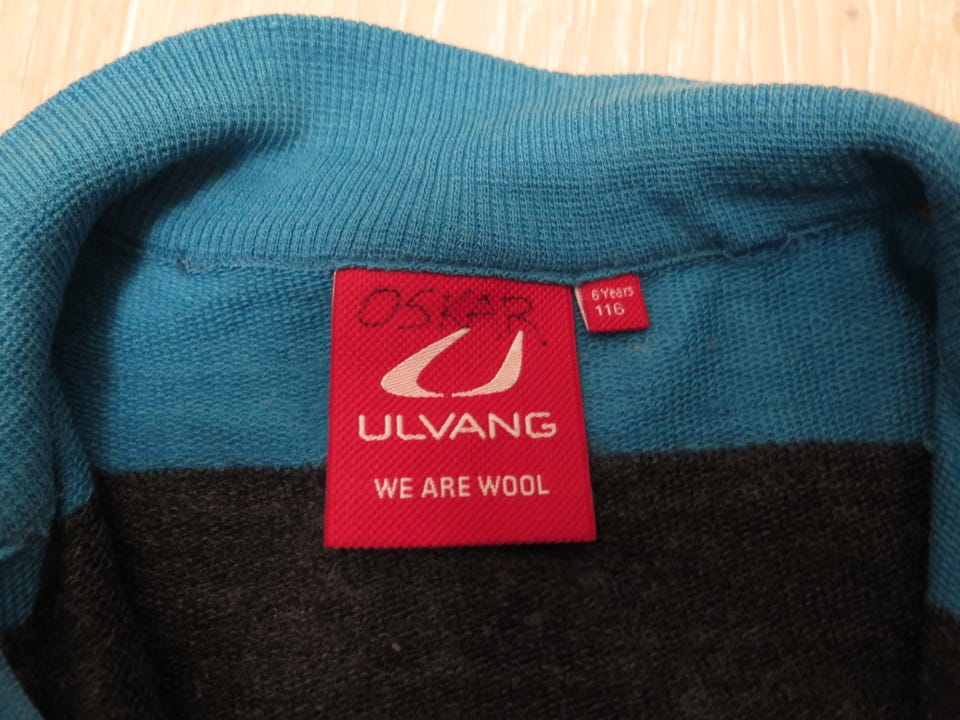 OSKAR
ULVANG
WE ARE WOOL
6 Years
116